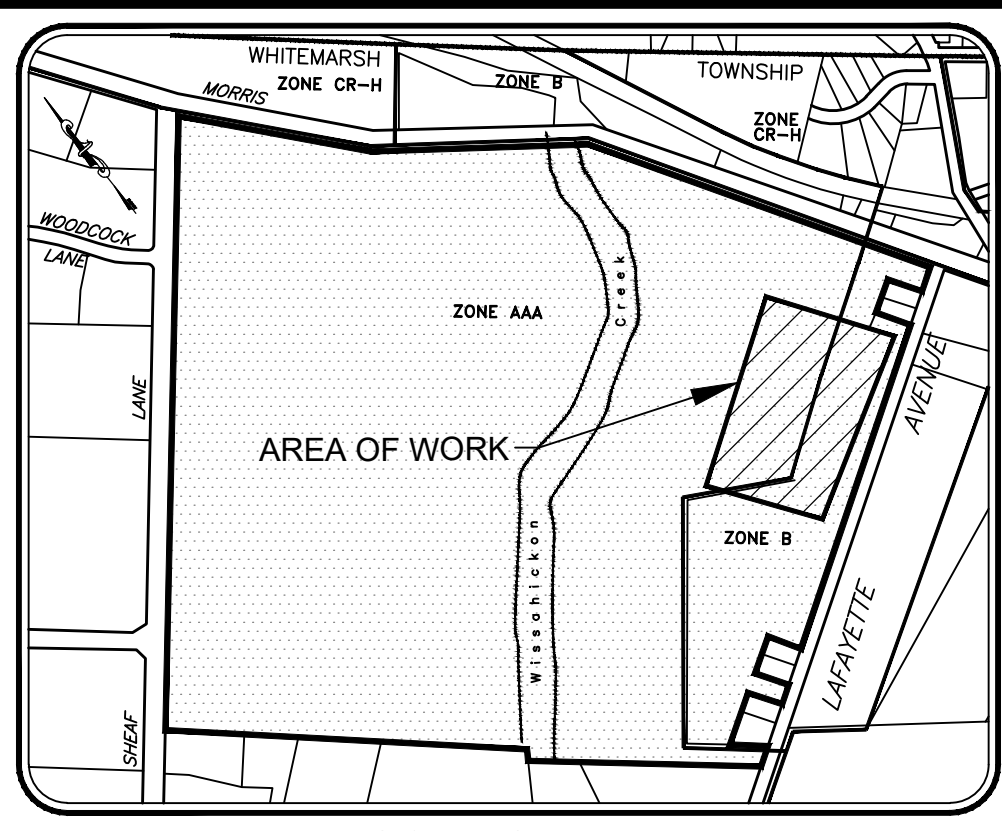 WHITEMARSH
ZONE CR-H
MORRIS
ZONE B
TOWNSHIP
ZONE
CR-H
WOODCOCK
LANE
ZONE AAA
Creek
LANE
AVENUE
AREA OF WORK
Wissahickon
ZONE B
LAFAYETTE
SHEAF